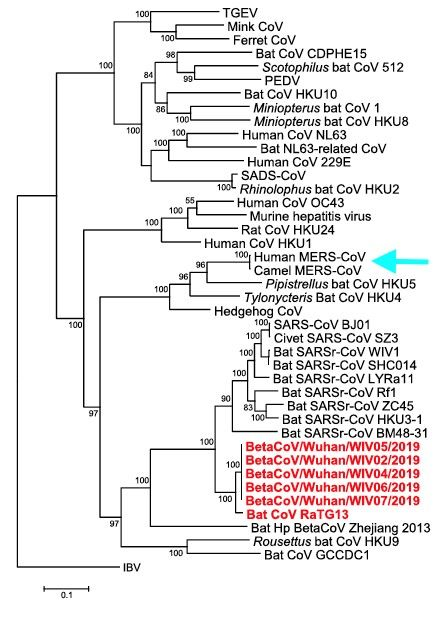 TGEV
100
Mink CoV
100
Ferret CoV
100
Bat CoV CDPHE15
98
Scotophilus bat CoV 512
84
99
PEDV
Bat CoV HKU10
86
Miniopterus bat CoV 1
100
Miniopterus bat CoV HKU8
100
Human CoV NL63
100
Bat NL63-related CoV
100
Human CoV 229E
SADS-CoV
Rhinolophus bat CoV HKU2
100
Human CoV OC43
55
Murine hepatitis virus
100
Rat CoV HKU24
100
Human CoV HKU1
100
Human MERS-CoV
96
Camel MERS-CoV
96
Pipistrellus bat CoV HKU5
100
Tylonycteris Bat CoV HKU4
Hedgehog CoV
100
100
SARS-CoV BJ01
100
Civet SARS-CoV SZ3
100
Bat SARSr-CoV WIV1
100
Bat SARSr-CoV SHC014
Bat SARSr-CoV LYRa11
100
Bat SARSr-CoV Rf1
90
Bat SARSr-CoV ZC45
83
100
Bat SARSr-CoV HKU3-1
97
Bat SARSr-CoV BM48-31
100
BetaCoV/Wuhan/WIV05/2019
BetaCoV/Wuhan/WIV02/2019
100
BetaCoV/Wuhan/WIV04/2019
BetaCoV/Wuhan/WIV06/2019
BetaCoV/Wuhan/WIV07/2019
100
Bat CoV RaTG13
97
Bat Hp BetaCoV Zhejiang 2013
Rousettus bat CoV HKU9
100
Bat CoV GCCDC1
IBV
0.1